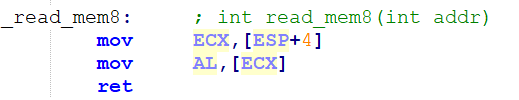 _read_mem8: ; int read_mem8(int addr)
mov ECX,[ESP+4]
mov AL,[ECX]
ret